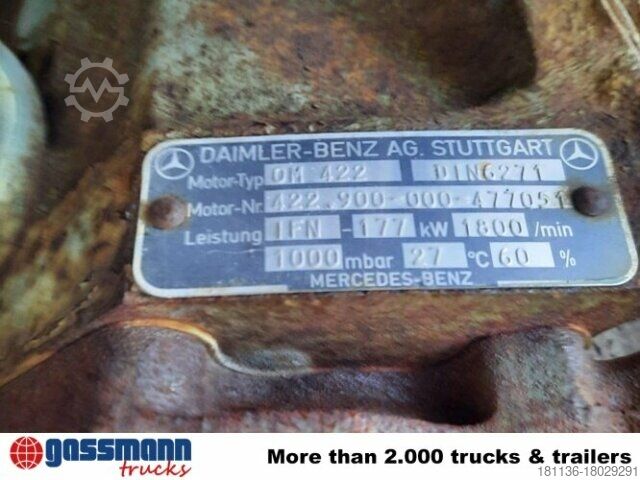 DAIMLER-BENZ AG. STUTTGART
Motor-Typ OM 422 DIN6271
Motor-Nr. 422.900-000-477051
Leistung IFN -177 kW 1800 /min
1000 mbar 27 °C 60 %
MERCEDES-BENZ
gassmann
trucks
More than 2.000 trucks & trailers
181136-18029291